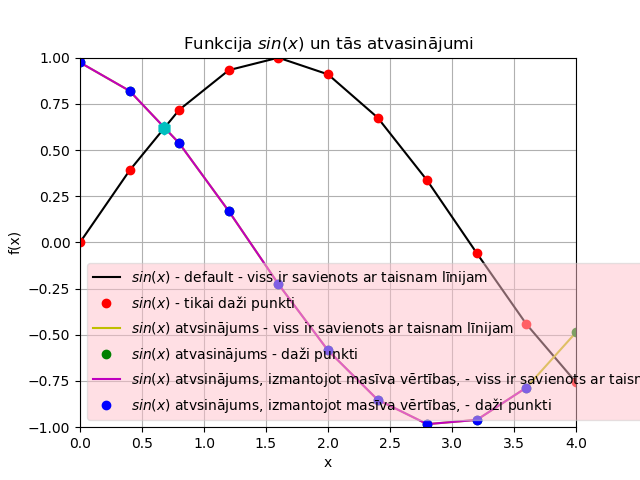 Funkcija sin(x) un tās atvasinājumi
1.00
0.75
0.50
0.25
0.00
−0.25
−0.50
−0.75
−1.00
f(x)
sin(x) - default - viss ir savienots ar taisnam līnijam
sin(x) - tikai daži punkti
sin(x) atvsinājums - viss ir savienots ar taisnam līnijam
sin(x) atvasinājums - daži punkti
sin(x) atvsinājums, izmantojot masīva vērtības, - viss ir savienots ar taisn
sin(x) atvsinājums, izmantojot masīva vērtības, - daži punkti
0.0 0.5 1.0 1.5 2.0 2.5 3.0 3.5 4.0
x